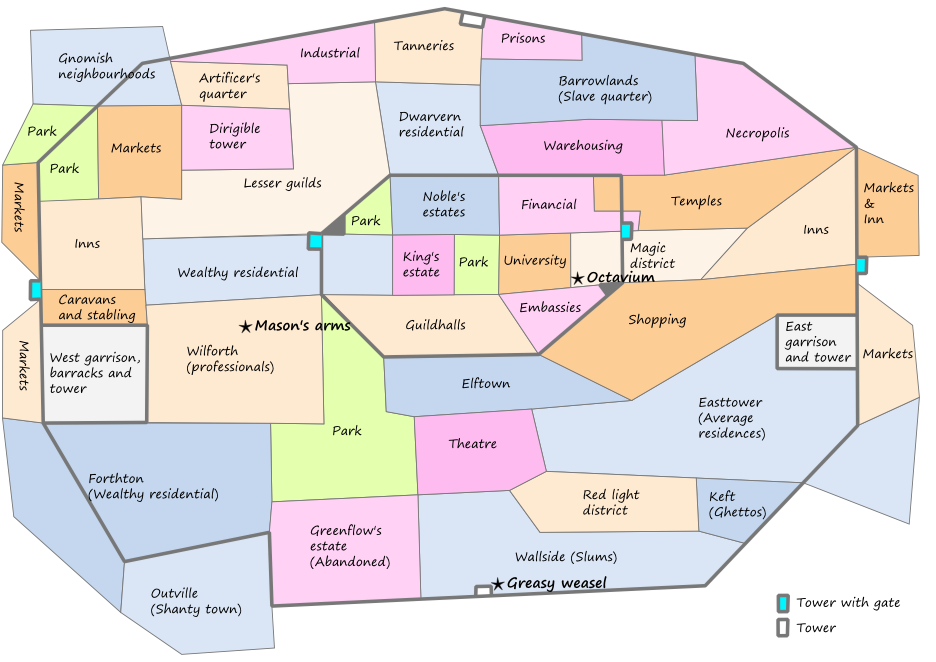 Gnomish
neighbourhoods
Industrial
Tanneries
Prisons
Artificer's
quarter
Barrowlands
(Slave quarter)
Park
Park
Markets
Dirigible
tower
Dwarvern
residential
Warehousing
Necropolis
Markets
Lesser guilds
Park
Noble's
estates
Financial
Temples
Markets
&
Inn
Inns
Wealthy residential
King's
estate
Park
University
Magic
district
Inns
Octavium
Caravans
and stabling
Mason's arms
Guildhalls
Embassies
Shopping
Markets
West garrison,
barracks and
tower
Wilforth
(professionals)
East
garrison
and tower
Markets
Elftown
Easttower
(Average
residences)
Park
Theatre
Forthton
(Wealthy residential)
Red light
district
Keft
(Ghettos)
Greenflow's
estate
(Abandoned)
Wallside (Slums)
Greasy weasel
Outville
(Shanty town)
Tower with gate
Tower